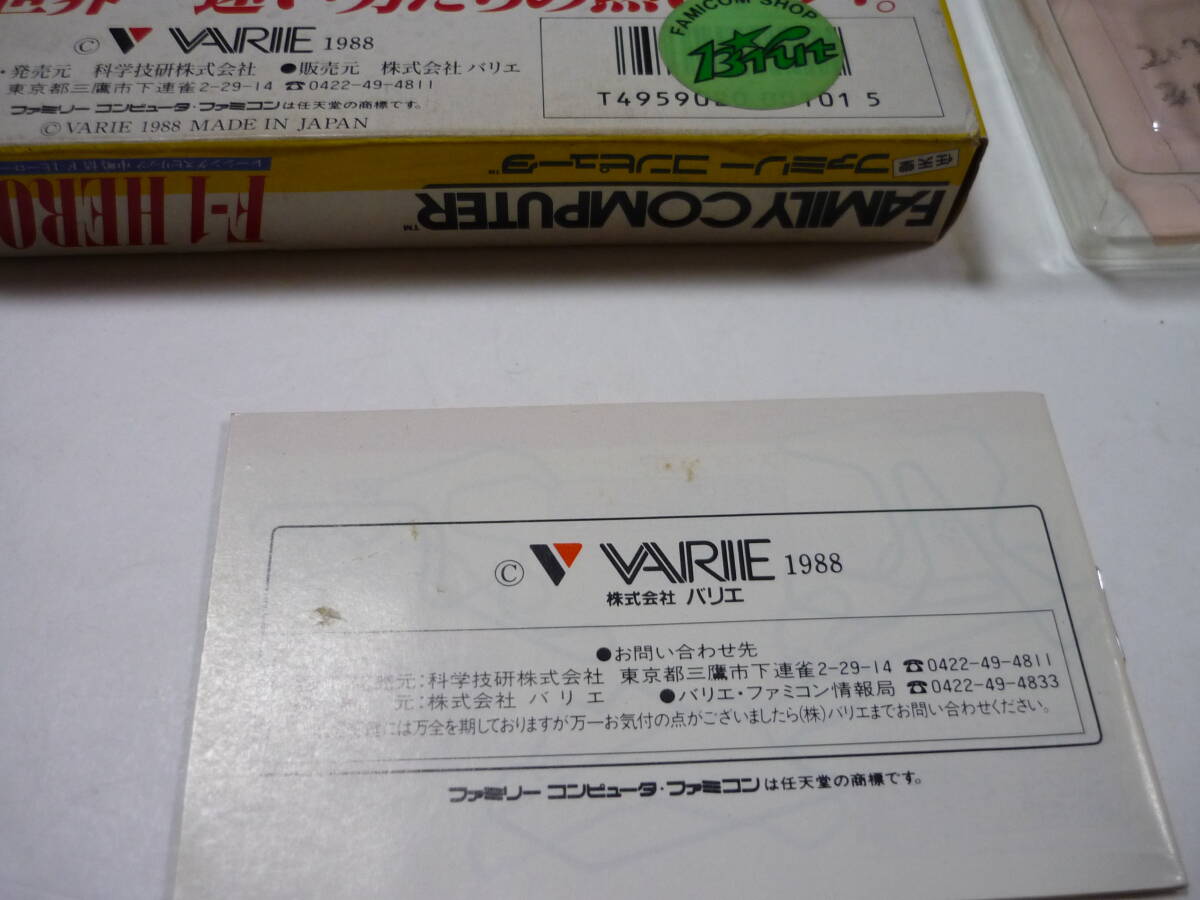 © VARIE 1988
・発売元 科学技研株式会社 ●販売元 株式会社 バリエ
東京都三鷹市下連雀2-29-14 ☎0422-49-4811
ファミリー コンピュータ・ファミコンは任天堂の商標です。
© VARIE 1988 MADE IN JAPAN
FAMICOM SHOP
任天堂 ファミリー コンピュータ™
FAMILY COMPUTER™
F-1 HERO
© VARIE 1988
株式会社 バリエ
●お問い合わせ先
元:科学技研株式会社 東京都三鷹市下連雀2-29-14 ☎0422-49-4811
元:株式会社 バリエ ●バリエ・ファミコン情報局 ☎0422-49-4833
には万全を期しておりますが万一お気付の点がございましたら(株)バリエまでお問い合わせください。
ファミリー コンピュータ・ファミコンは任天堂の商標です。